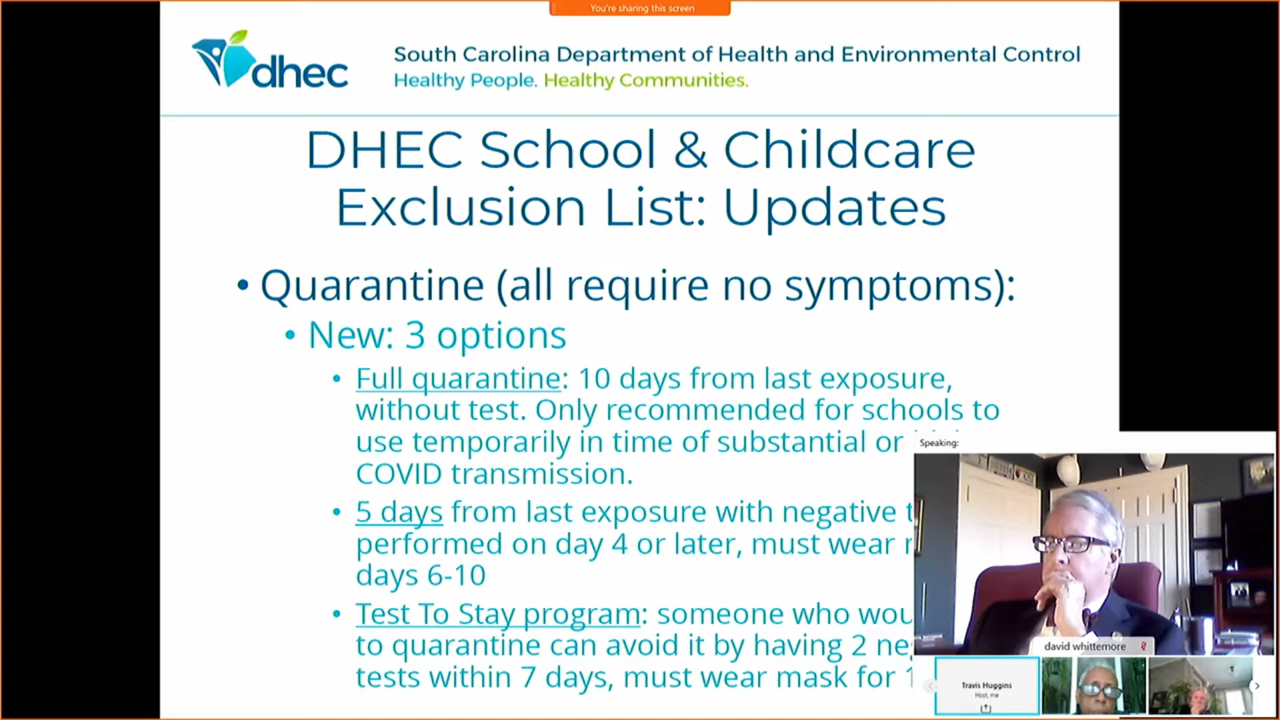 You're sharing this screen
dhec
South Carolina Department of Health and Environmental Control
Healthy People. Healthy Communities.
DHEC School & Childcare
Exclusion List: Updates
• Quarantine (all require no symptoms):
• New: 3 options
• Full quarantine: 10 days from last exposure,
without test. Only recommended for schools to
use temporarily in time of substantial or
COVID transmission.
• 5 days from last exposure with negative
performed on day 4 or later, must wear
days 6-10
• Test To Stay program: someone who
to quarantine can avoid it by having 2
tests within 7 days, must wear mask for
Speaking:
david whittemore
Travis Huggins
Host, me